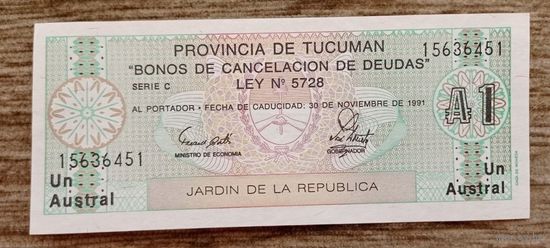 PROVINCIA DE TUCUMAN
15636451
"BONOS DE CANCELACION DE DEUDAS"
SERIE C
LEY Nº 5728
AL PORTADOR • FECHA DE CADUCIDAD: 30 DE NOVIEMBRE DE 1991
A 1
15636451
MINISTRO DE ECONOMIA
GOBERNADOR
Un
Austral
Un
Austral
JARDIN DE LA REPUBLICA